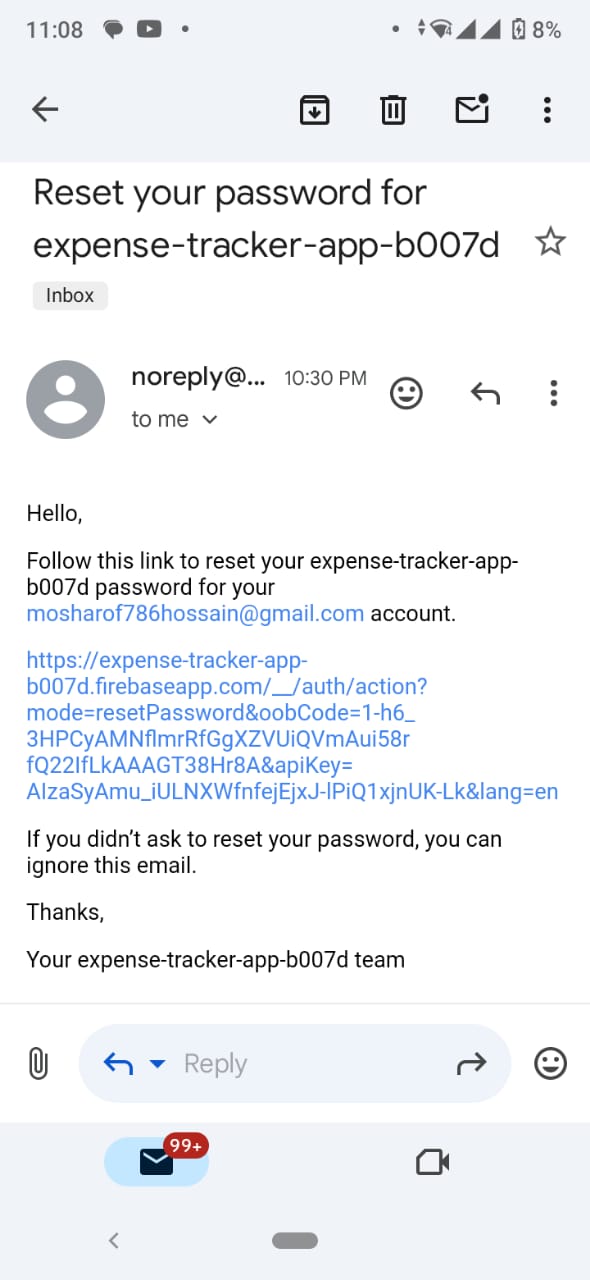 11:08
8%
Reset your password for
expense-tracker-app-b007d
Inbox
noreply@... 10:30 PM
to me
Hello,
Follow this link to reset your expense-tracker-app-
b007d password for your
mosharof786hossain@gmail.com account.
https://expense-tracker-app-
b007d.firebaseapp.com/__/auth/action?
mode=resetPassword&oobCode=1-h6_
3HPCyAMNflmrRfGgXZVUiQVmAui58r
fQ22IfLkAAAGT38Hr8A&apiKey=
AIzaSyAmu_iULNXWfnfejEjxJ-IPiQ1xjnUK-Lk&lang=en
If you didn't ask to reset your password, you can
ignore this email.
Thanks,
Your expense-tracker-app-b007d team
Reply
99+